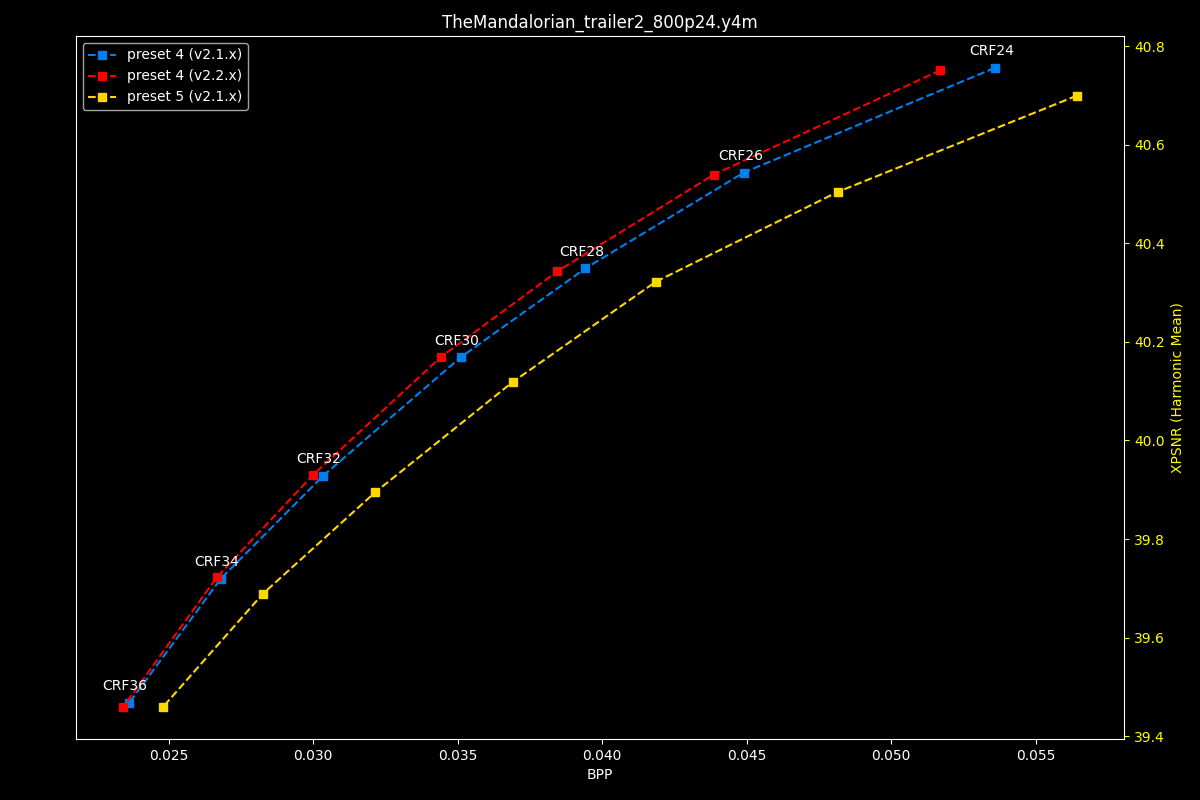 TheMandalorian_trailer2_800p24.y4m
preset 4 (v2.1.x)
preset 4 (v2.2.x)
preset 5 (v2.1.x)
CRF24
CRF26
CRF28
CRF30
CRF32
CRF34
CRF36
40.8
40.6
40.4
40.2
40.0
39.8
39.6
39.4
XPSNR (Harmonic Mean)
0.025 0.030 0.035 0.040 0.045 0.050 0.055
BPP